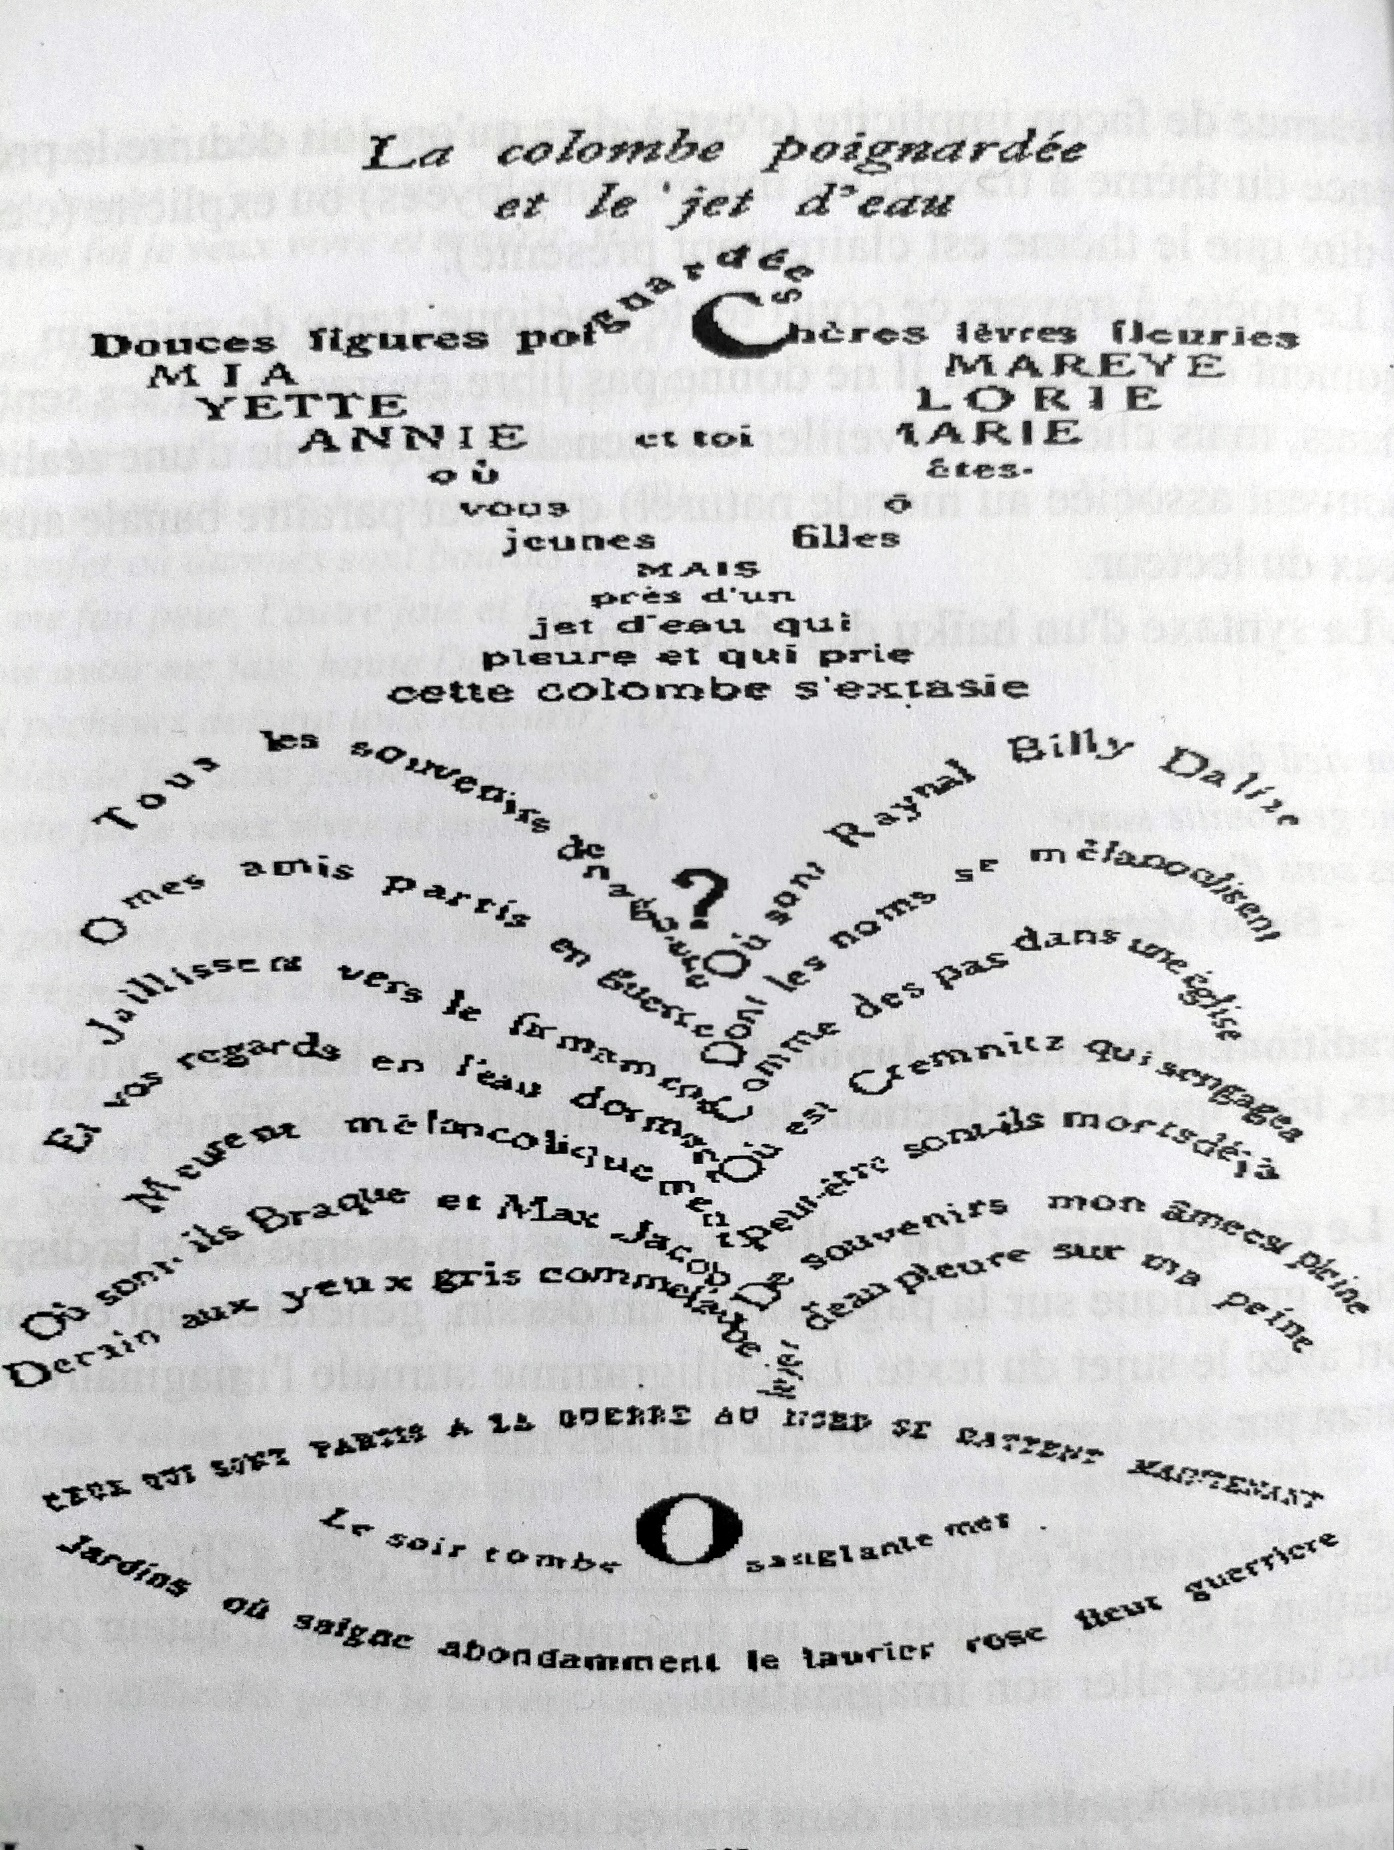 La colombe poignardée
et le jet d'eau
Douces figures poignardées Chères lèvres fleuries
MIA MAREYE
YETTE LORIE
ANNIE et toi MARIE
où êtes-
vous ô
jeunes filles
MAIS
près d'un
jet d'eau qui
pleure et qui prie
cette colombe s'extasie
?
Tous les souvenirs de naguère
O mes amis partis en guerre
Jaillissent vers le firmament
Et vos regards en l'eau dormant
Meurent mélancoliquement
Où sont-ils Braque et Max Jacob
Derain aux yeux gris comme l'aube
Où sont Raynal Billy Dalize
Dont les noms se mélancolisent
Comme des pas dans une église
Où est Cremnitz qui s'engagea
Peut-être sont-ils morts déjà
De souvenirs mon âme est pleine
Le jet d'eau pleure sur ma peine
CEUX QUI SONT PARTIS A LA GUERRE AU NORD SE BATTENT MAINTENANT
Le soir tombe O sanglante mer
Jardins où saigne abondamment le laurier rose fleur guerrière